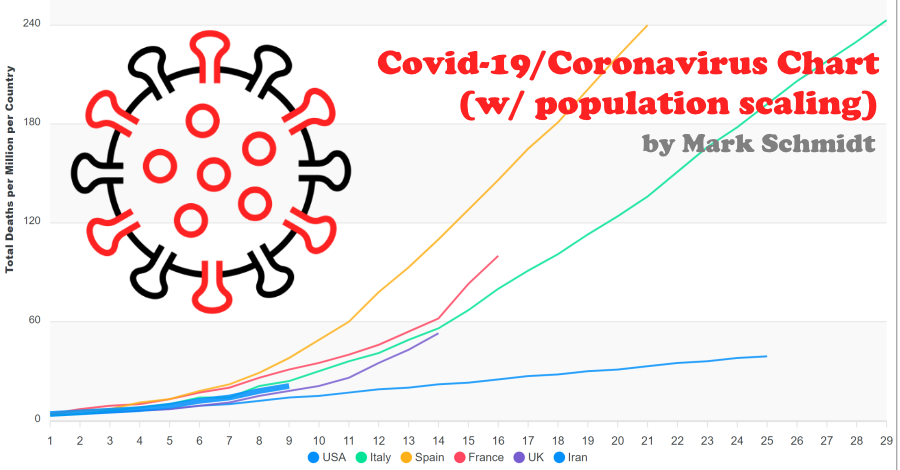 Covid-19/Coronavirus Chart
(w/ population scaling)
by Mark Schmidt
Total Deaths per Million per Country
240
180
120
60
0
1 2 3 4 5 6 7 8 9 10 11 12 13 14 15 16 17 18 19 20 21 22 23 24 25 26 27 28 29
USA Italy Spain France UK Iran